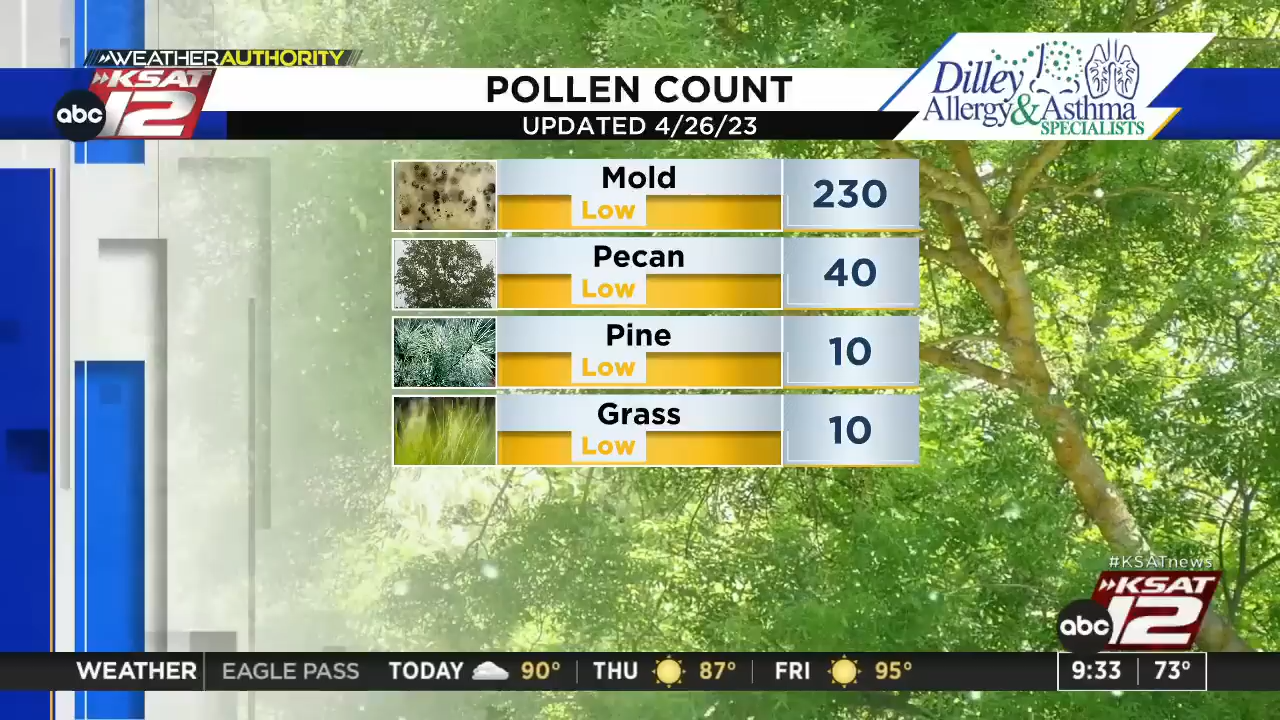 WEATHERAUTHORITY
KSAT
abc 12
POLLEN COUNT
UPDATED 4/26/23
Dilley
Allergy&Asthma
SPECIALISTS
Mold
Low
230
Pecan
Low
40
Pine
Low
10
Grass
Low
10
#KSATnews
KSAT
abc 12
WEATHER EAGLE PASS TODAY 90° THU 87° FRI 95° 9:33 73°